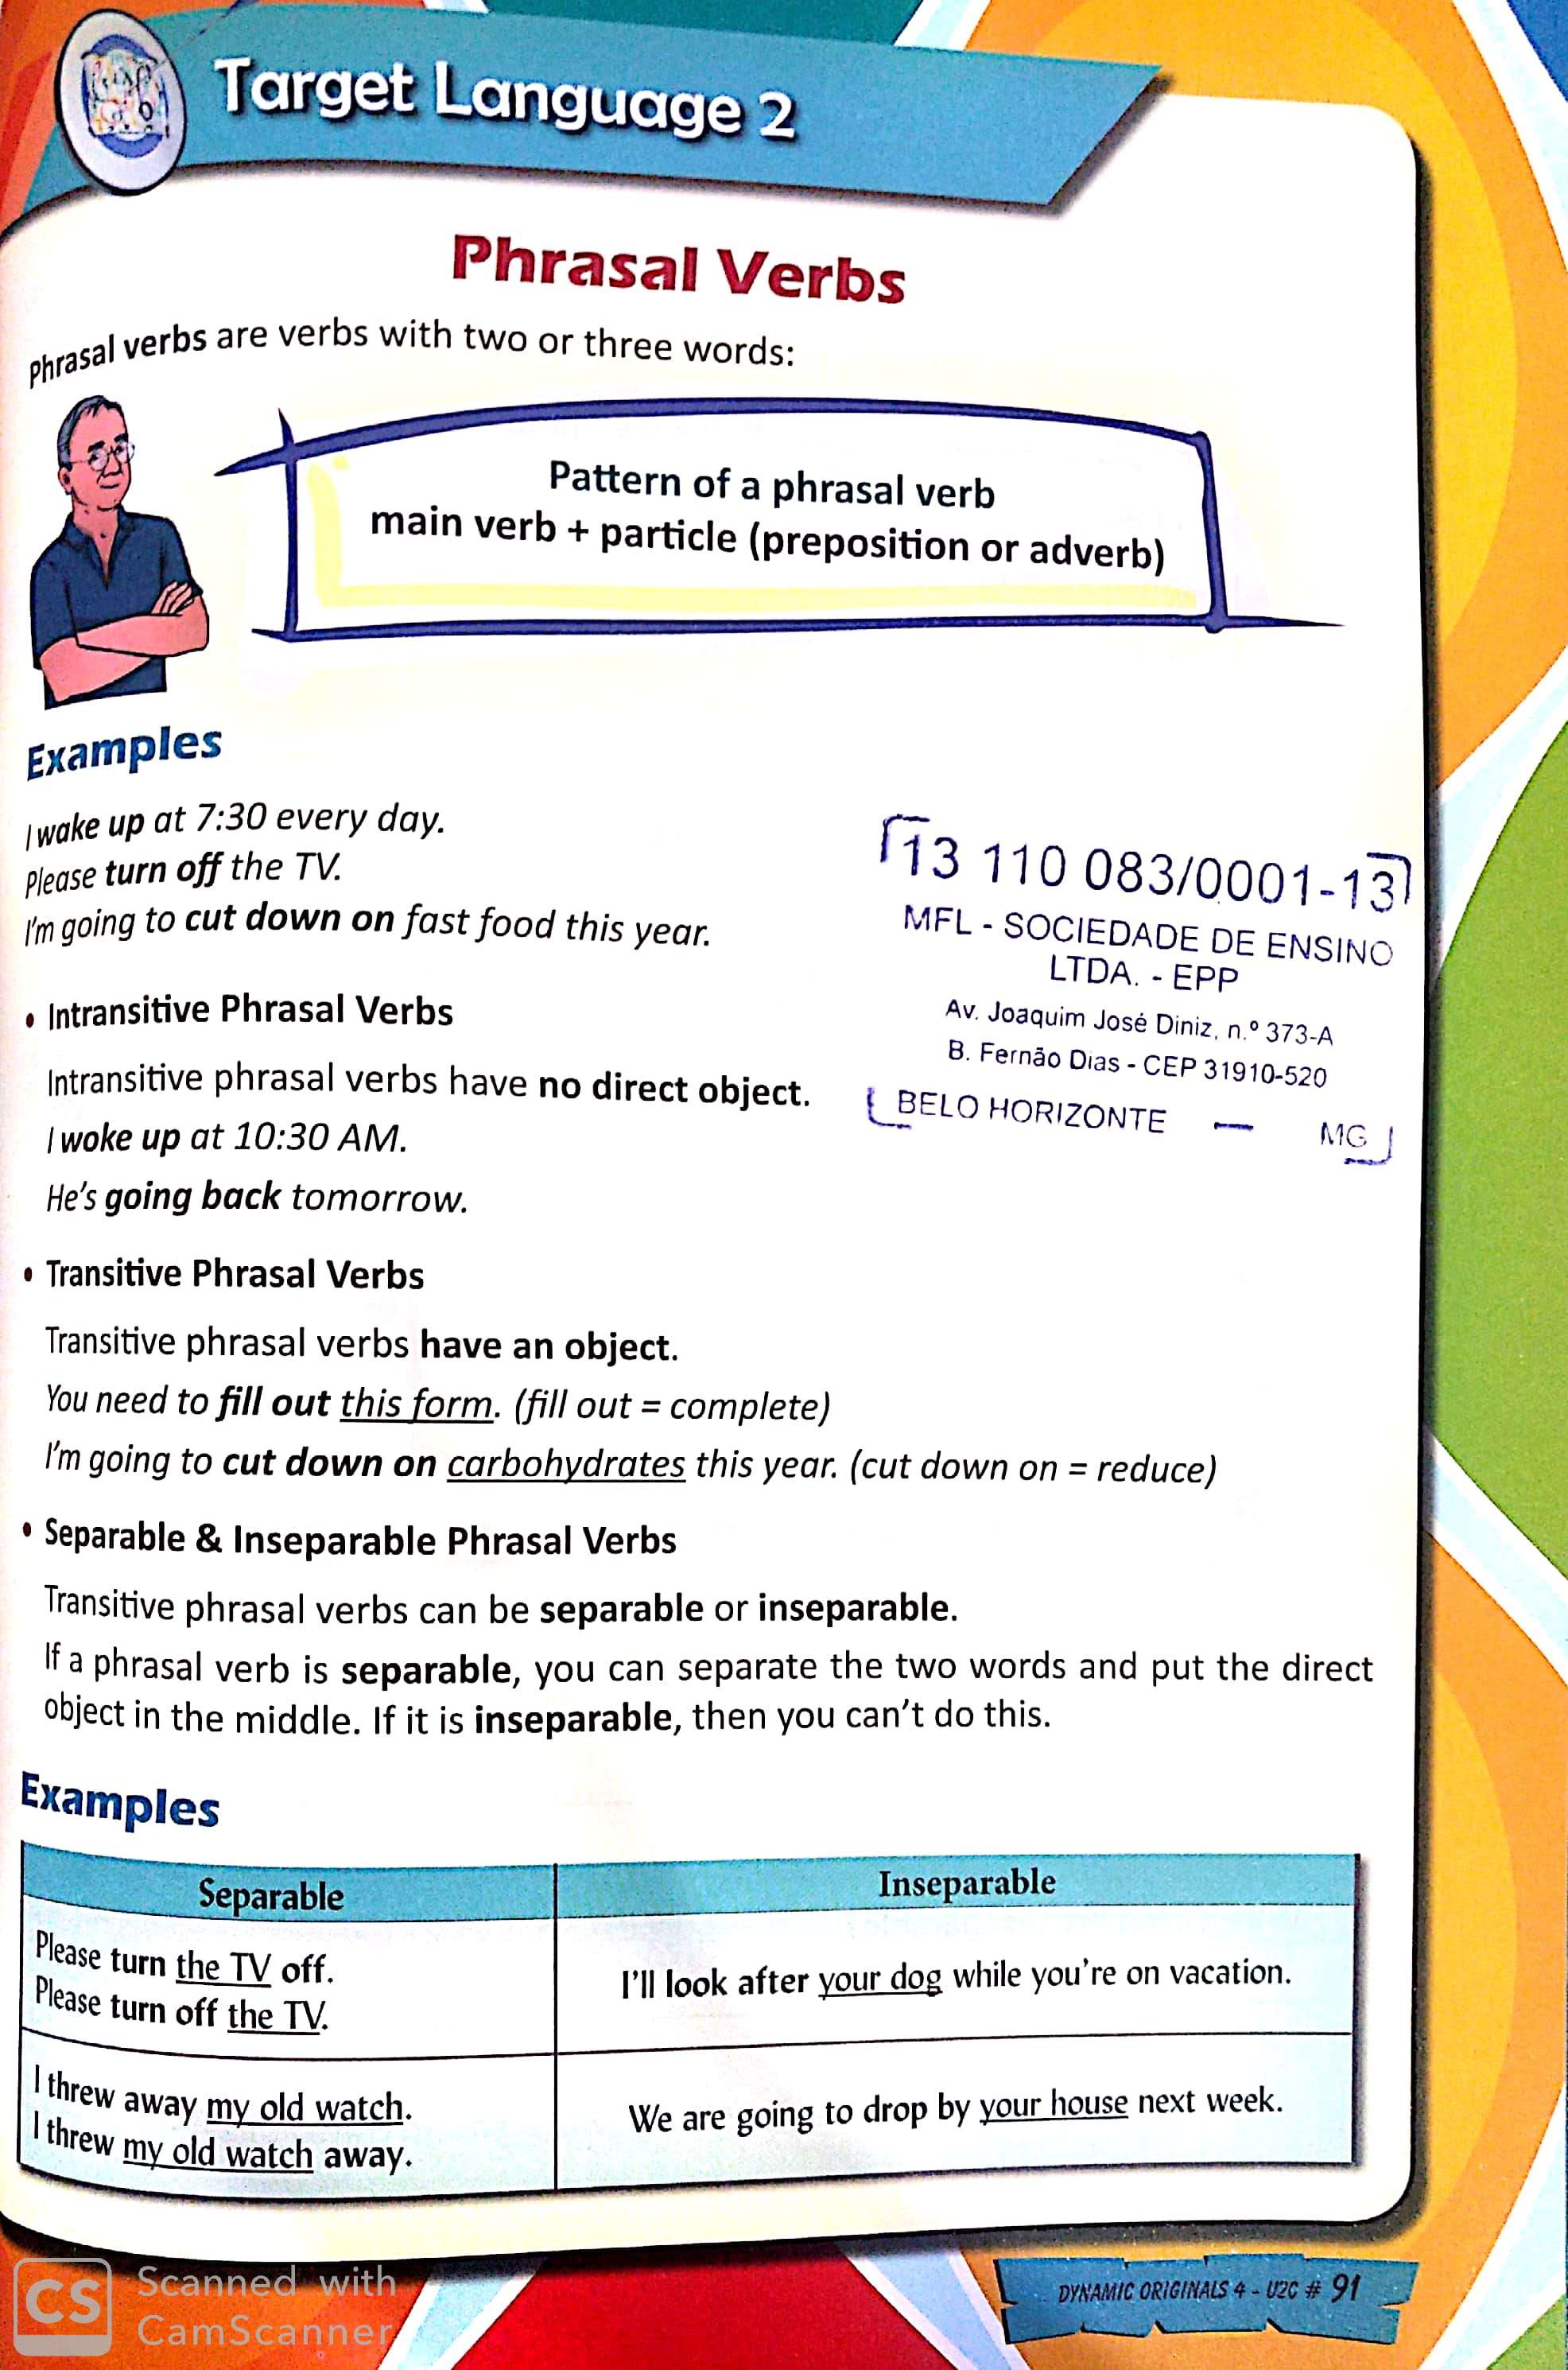 Target Language 2
Phrasal Verbs
Phrasal verbs are verbs with two or three words:
Pattern of a phrasal verb
main verb + particle (preposition or adverb)
Examples
I wake up at 7:30 every day.
Please turn off the TV.
I'm going to cut down on fast food this year.
13 110 083/0001-13
MFL - SOCIEDADE DE ENSINO
LTDA. - EPP
Av. Joaquim José Diniz, n.º 373-A
B. Fernão Dias - CEP 31910-520
BELO HORIZONTE — MG
• Intransitive Phrasal Verbs
Intransitive phrasal verbs have no direct object.
I woke up at 10:30 AM.
He's going back tomorrow.
• Transitive Phrasal Verbs
Transitive phrasal verbs have an object.
You need to fill out this form. (fill out = complete)
I'm going to cut down on carbohydrates this year. (cut down on = reduce)
• Separable & Inseparable Phrasal Verbs
Transitive phrasal verbs can be separable or inseparable.
If a phrasal verb is separable, you can separate the two words and put the direct
object in the middle. If it is inseparable, then you can't do this.
Examples
Separable
Inseparable
Please turn the TV off.
Please turn off the TV.
I'll look after your dog while you're on vacation.
I threw away my old watch.
I threw my old watch away.
We are going to drop by your house next week.
DYNAMIC ORIGINALS 4 - U2C # 91
CS
Scanned with
CamScanner